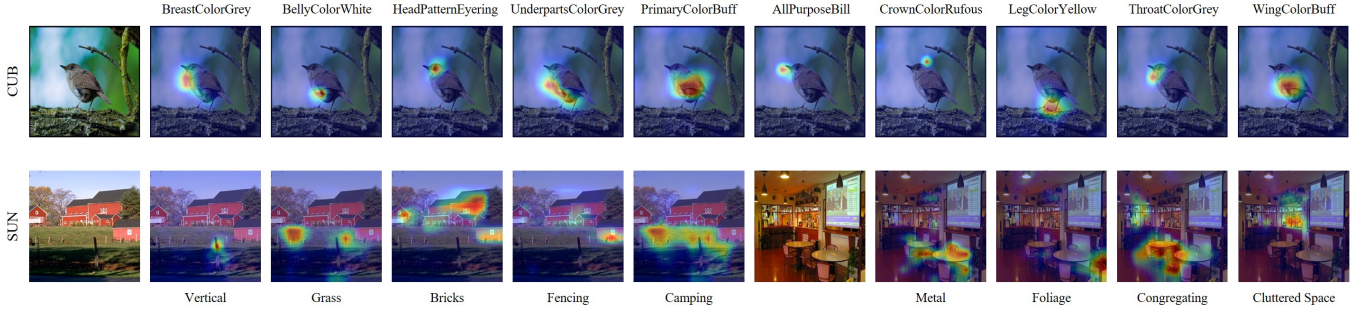 BreastColorGrey BellyColorWhite HeadPatternEyering UnderpartsColorGrey PrimaryColorBuff AllPurposeBill CrownColorRufous LegColorYellow ThroatColorGrey WingColorBuff
CUB
SUN
Vertical Grass Bricks Fencing Camping Metal Foliage Congregating Cluttered Space